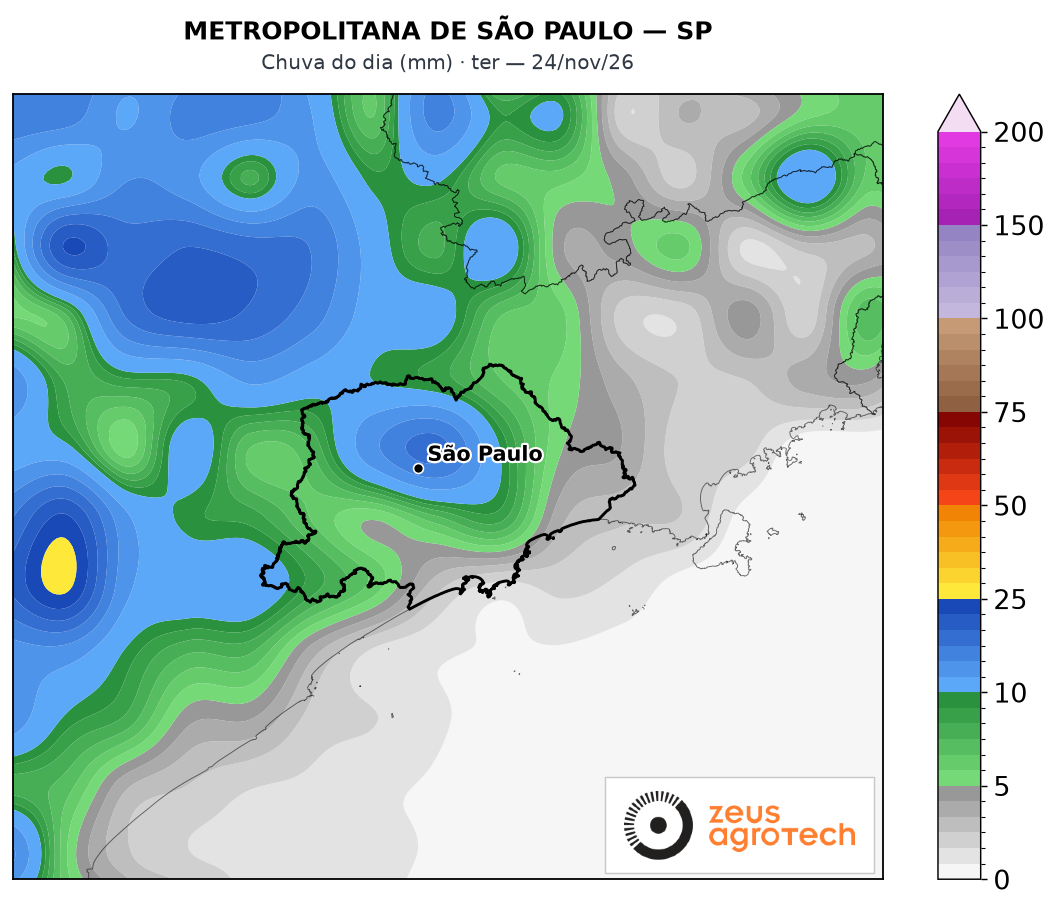 METROPOLITANA DE SÃO PAULO — SP
Chuva do dia (mm) · ter — 24/nov/26
200
150
100
75
50
25
10
5
0
São Paulo
zeus
agrotech